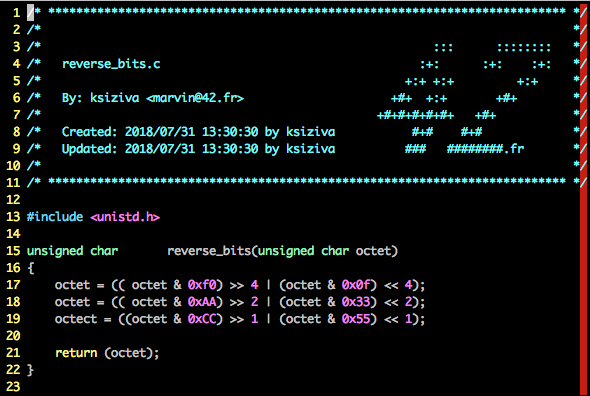 1 /* ************************************************************************** */
2 /*                                                                            */
3 /*                                                        :::      ::::::::   */
4 /*   reverse_bits.c                                     :+:      :+:    :+:   */
5 /*                                                    +:+ +:+         +:+     */
6 /*   By: ksiziva <marvin@42.fr>                     +#+  +:+       +#+        */
7 /*                                                +#+#+#+#+#+   +#+           */
8 /*   Created: 2018/07/31 13:30:30 by ksiziva           #+#    #+#             */
9 /*   Updated: 2018/07/31 13:30:30 by ksiziva          ###   ########.fr       */
10 /*                                                                            */
11 /* ************************************************************************** */
12
13 #include <unistd.h>
14
15 unsigned char       reverse_bits(unsigned char octet)
16 {
17     octet = (( octet & 0xf0) >> 4 | (octet & 0x0f) << 4);
18     octet = (( octet & 0xAA) >> 2 | (octet & 0x33) << 2);
19     octect = ((octet & 0xCC) >> 1 | (octet & 0x55) << 1);
20
21     return (octet);
22 }
23